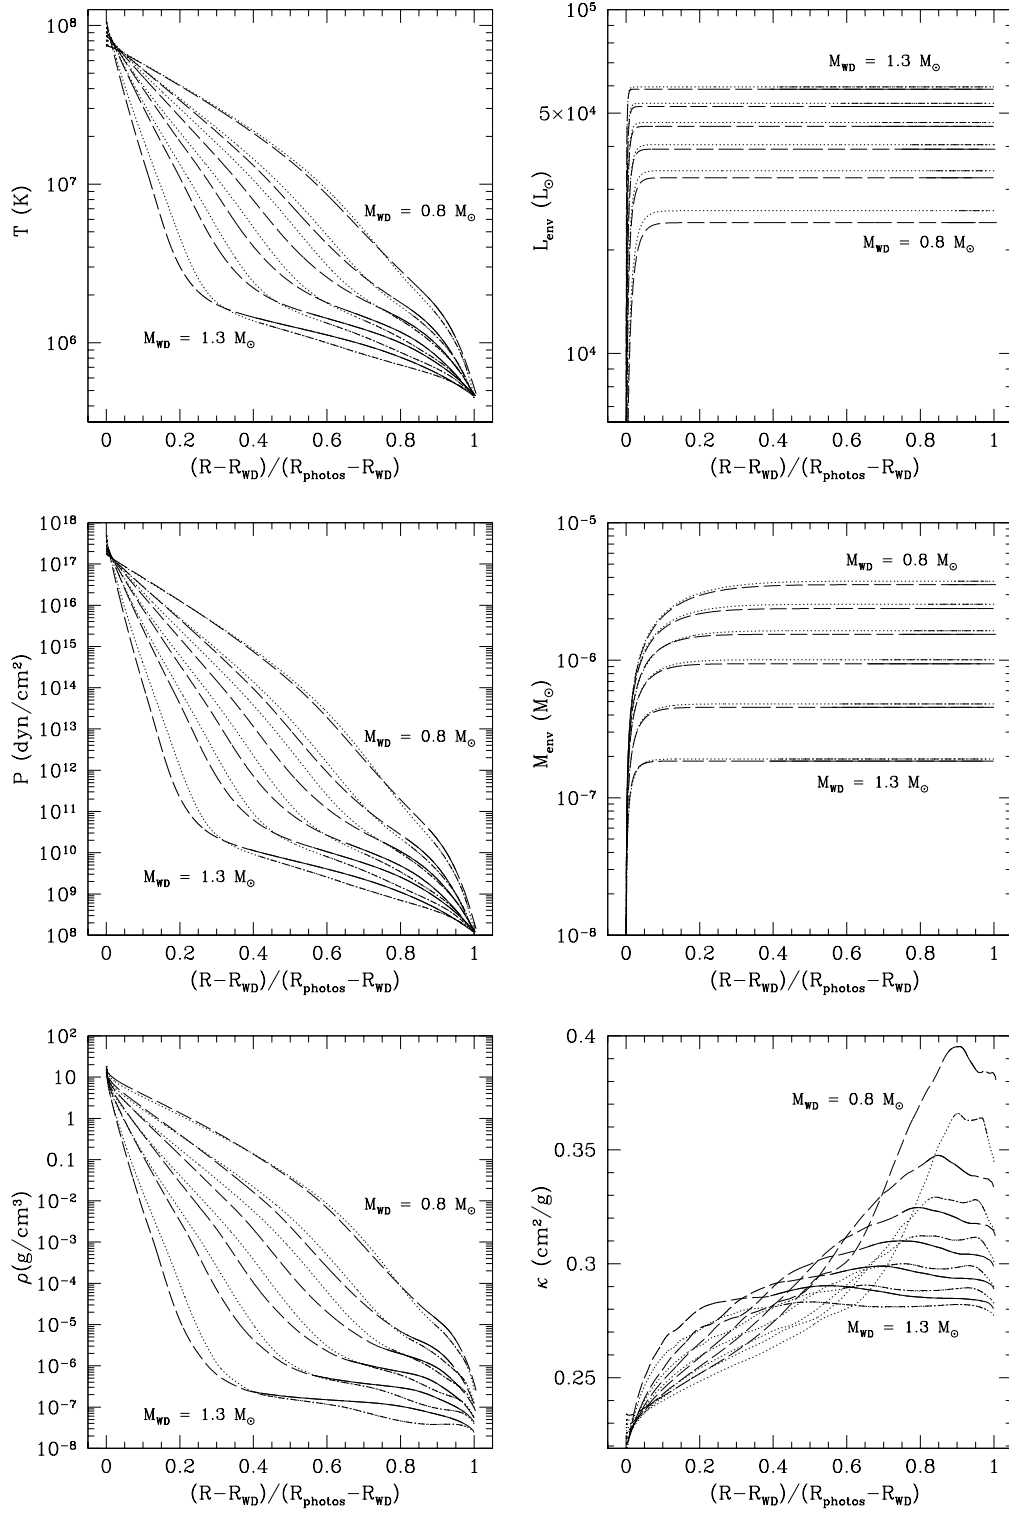 10⁸
10⁷
10⁶
T (K)
M_WD = 0.8 M_⊙
M_WD = 1.3 M_⊙
0 0.2 0.4 0.6 0.8 1
(R−R_WD)/(R_photos−R_WD)
10⁵
5×10⁴
10⁴
L_env (L_⊙)
M_WD = 1.3 M_⊙
M_WD = 0.8 M_⊙
0 0.2 0.4 0.6 0.8 1
(R−R_WD)/(R_photos−R_WD)
10¹⁸
10¹⁷
10¹⁶
10¹⁵
10¹⁴
10¹³
10¹²
10¹¹
10¹⁰
10⁹
10⁸
P (dyn/cm²)
M_WD = 0.8 M_⊙
M_WD = 1.3 M_⊙
0 0.2 0.4 0.6 0.8 1
(R−R_WD)/(R_photos−R_WD)
10⁻⁵
10⁻⁶
10⁻⁷
10⁻⁸
M_env (M_⊙)
M_WD = 0.8 M_⊙
M_WD = 1.3 M_⊙
0 0.2 0.4 0.6 0.8 1
(R−R_WD)/(R_photos−R_WD)
10²
10
1
0.1
10⁻²
10⁻³
10⁻⁴
10⁻⁵
10⁻⁶
10⁻⁷
10⁻⁸
ρ(g/cm³)
M_WD = 0.8 M_⊙
M_WD = 1.3 M_⊙
0 0.2 0.4 0.6 0.8 1
(R−R_WD)/(R_photos−R_WD)
0.4
0.35
0.3
0.25
κ (cm²/g)
M_WD = 0.8 M_⊙
M_WD = 1.3 M_⊙
0 0.2 0.4 0.6 0.8 1
(R−R_WD)/(R_photos−R_WD)